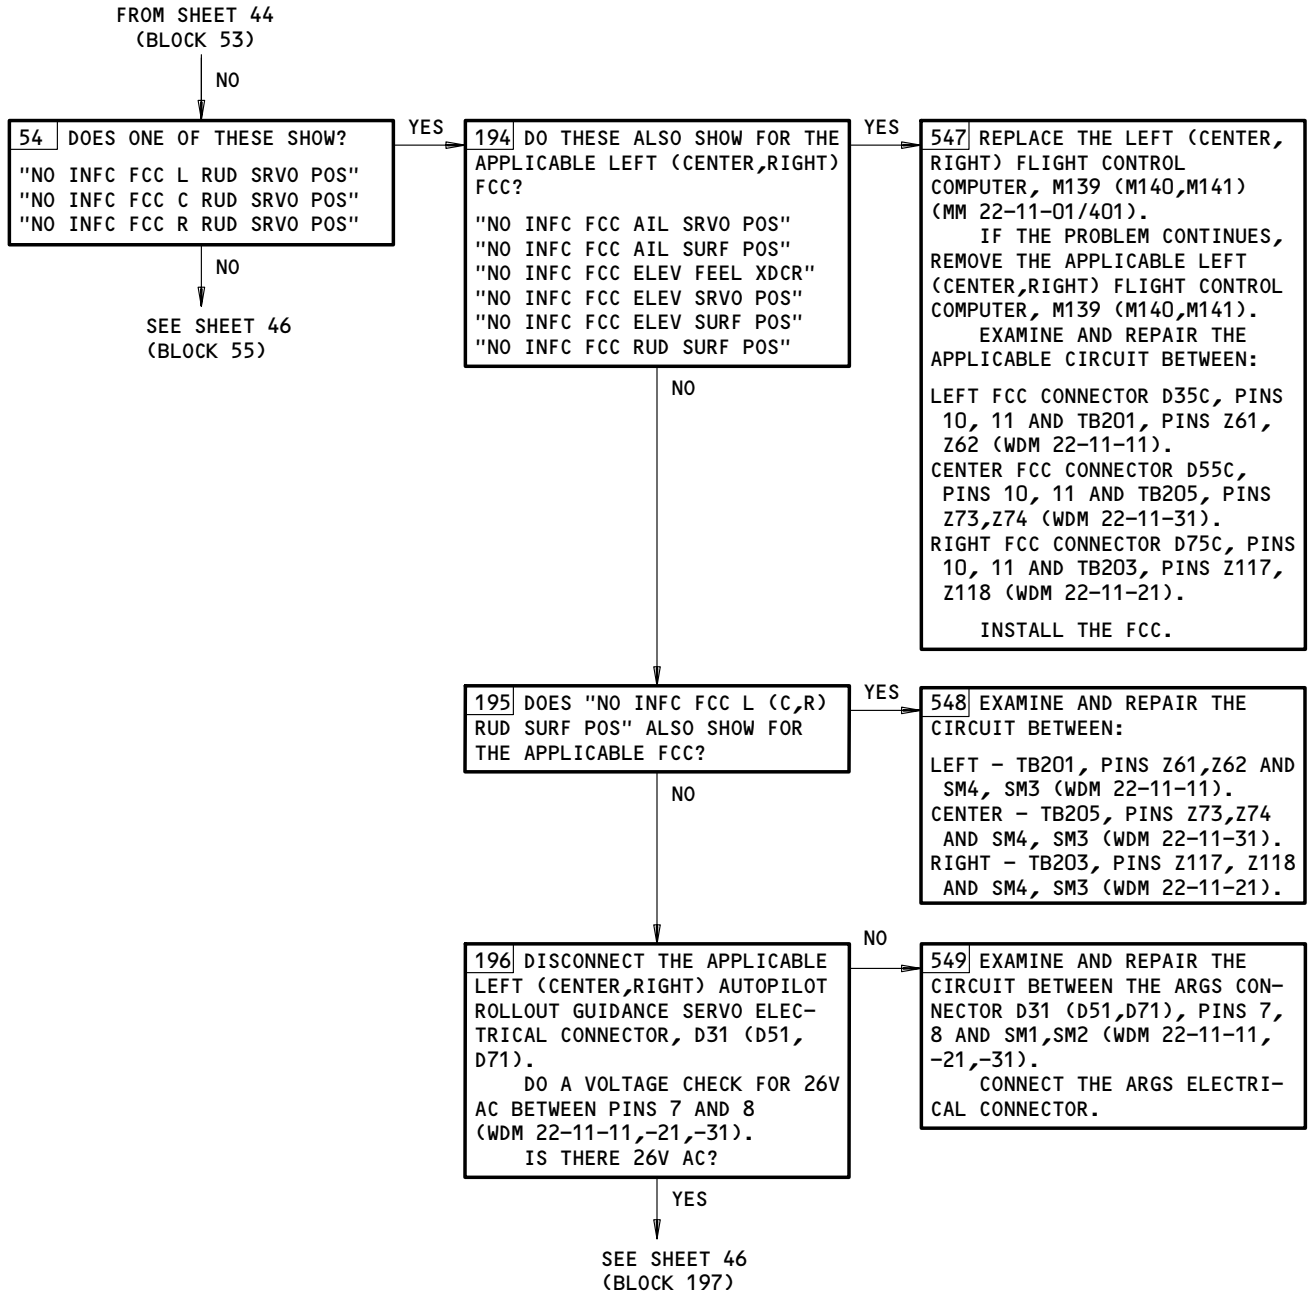 FROM SHEET 44
(BLOCK 53)
NO
54 DOES ONE OF THESE SHOW?
"NO INFC FCC L RUD SRVO POS"
"NO INFC FCC C RUD SRVO POS"
"NO INFC FCC R RUD SRVO POS"
NO
SEE SHEET 46
(BLOCK 55)
YES
194 DO THESE ALSO SHOW FOR THE
APPLICABLE LEFT (CENTER,RIGHT)
FCC?
"NO INFC FCC AIL SRVO POS"
"NO INFC FCC AIL SURF POS"
"NO INFC FCC ELEV FEEL XDCR"
"NO INFC FCC ELEV SRVO POS"
"NO INFC FCC ELEV SURF POS"
"NO INFC FCC RUD SURF POS"
NO
YES
547 REPLACE THE LEFT (CENTER,
RIGHT) FLIGHT CONTROL
COMPUTER, M139 (M140,M141)
(MM 22-11-01/401).
IF THE PROBLEM CONTINUES,
REMOVE THE APPLICABLE LEFT
(CENTER,RIGHT) FLIGHT CONTROL
COMPUTER, M139 (M140,M141).
EXAMINE AND REPAIR THE
APPLICABLE CIRCUIT BETWEEN:
LEFT FCC CONNECTOR D35C, PINS
10, 11 AND TB201, PINS Z61,
Z62 (WDM 22-11-11).
CENTER FCC CONNECTOR D55C,
PINS 10, 11 AND TB205, PINS
Z73,Z74 (WDM 22-11-31).
RIGHT FCC CONNECTOR D75C, PINS
10, 11 AND TB203, PINS Z117,
Z118 (WDM 22-11-21).
INSTALL THE FCC.
195 DOES "NO INFC FCC L (C,R)
RUD SURF POS" ALSO SHOW FOR
THE APPLICABLE FCC?
NO
YES
548 EXAMINE AND REPAIR THE
CIRCUIT BETWEEN:
LEFT - TB201, PINS Z61,Z62 AND
SM4, SM3 (WDM 22-11-11).
CENTER - TB205, PINS Z73,Z74
AND SM4, SM3 (WDM 22-11-31).
RIGHT - TB203, PINS Z117, Z118
AND SM4, SM3 (WDM 22-11-21).
196 DISCONNECT THE APPLICABLE
LEFT (CENTER,RIGHT) AUTOPILOT
ROLLOUT GUIDANCE SERVO ELEC-
TRICAL CONNECTOR, D31 (D51,
D71).
DO A VOLTAGE CHECK FOR 26V
AC BETWEEN PINS 7 AND 8
(WDM 22-11-11,-21,-31).
IS THERE 26V AC?
YES
SEE SHEET 46
(BLOCK 197)
NO
549 EXAMINE AND REPAIR THE
CIRCUIT BETWEEN THE ARGS CON-
NECTOR D31 (D51,D71), PINS 7,
8 AND SM1,SM2 (WDM 22-11-11,
-21,-31).
CONNECT THE ARGS ELECTRI-
CAL CONNECTOR.